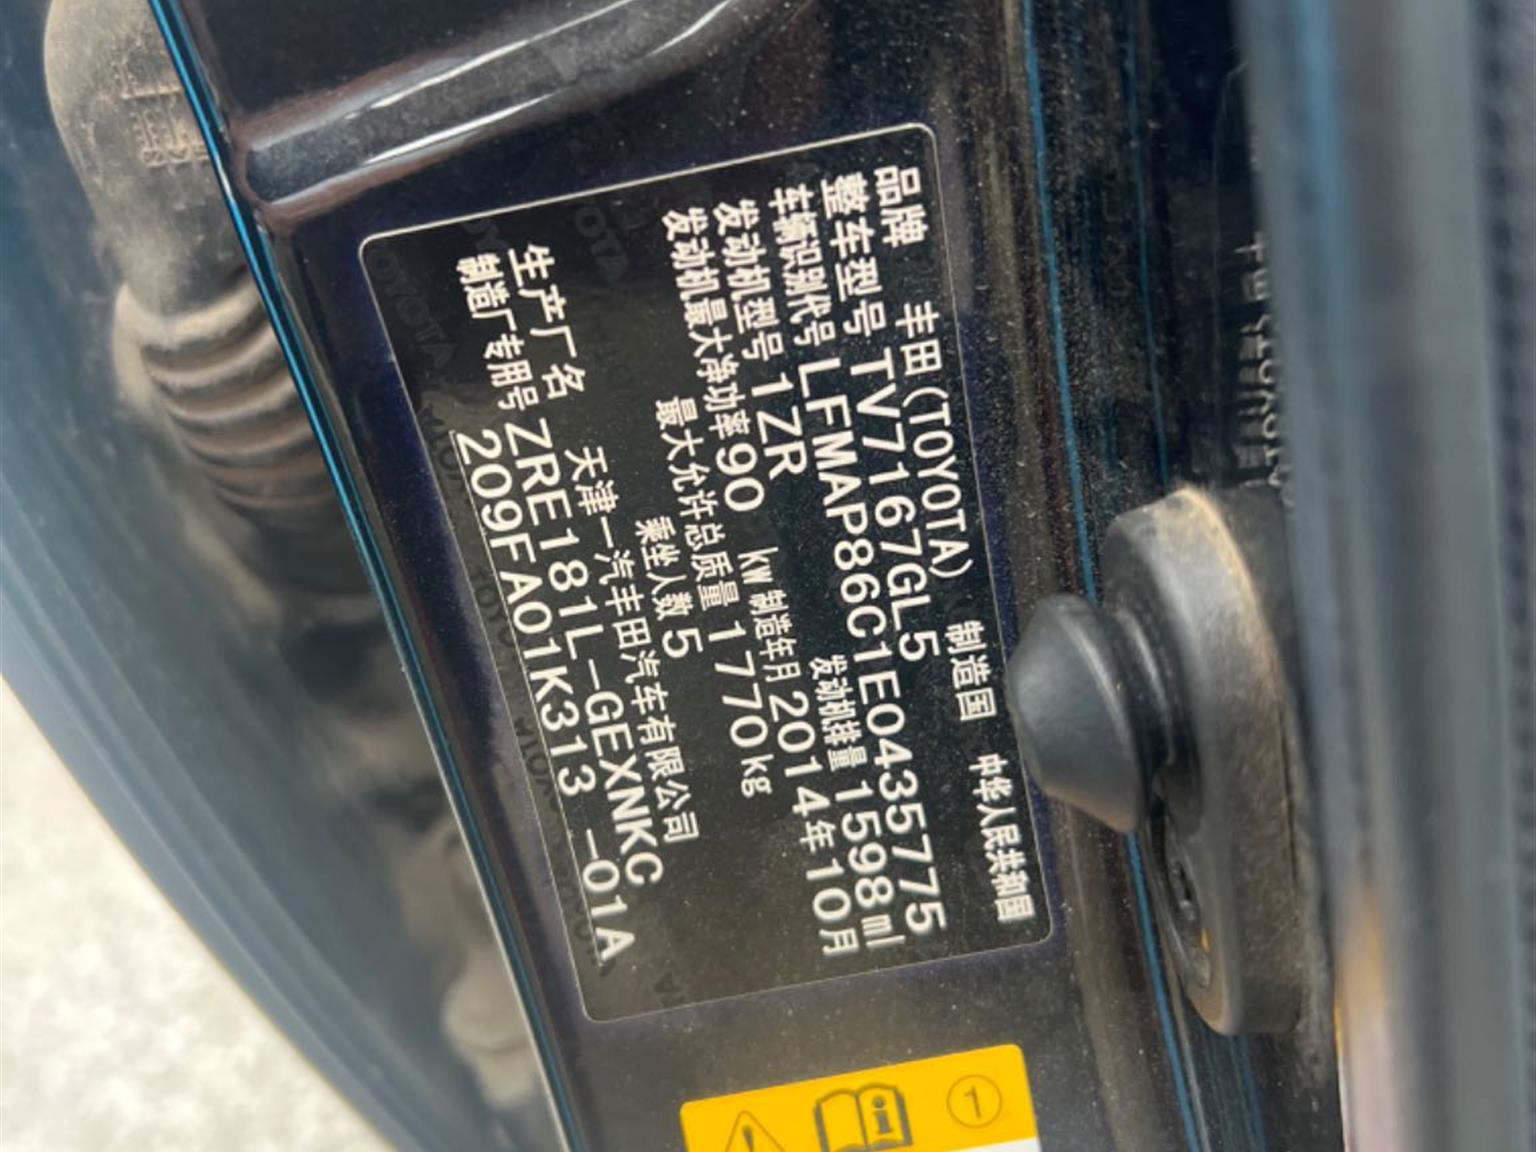 品牌 丰田(TOYOTA) 制造国 中华人民共和国
整车型号 TV7167GL5
车辆识别代号 LFMAP86C1E0435775
发动机型号 1ZR 发动机排量 1598ml
发动机最大净功率 90 kW 制造年月 2014年10月
最大允许总质量 1770kg
乘坐人数 5
生产厂名 天津一汽丰田汽车有限公司
制造厂专用号 ZRE181L-GEXNKC
209FA01K313 -01A
1